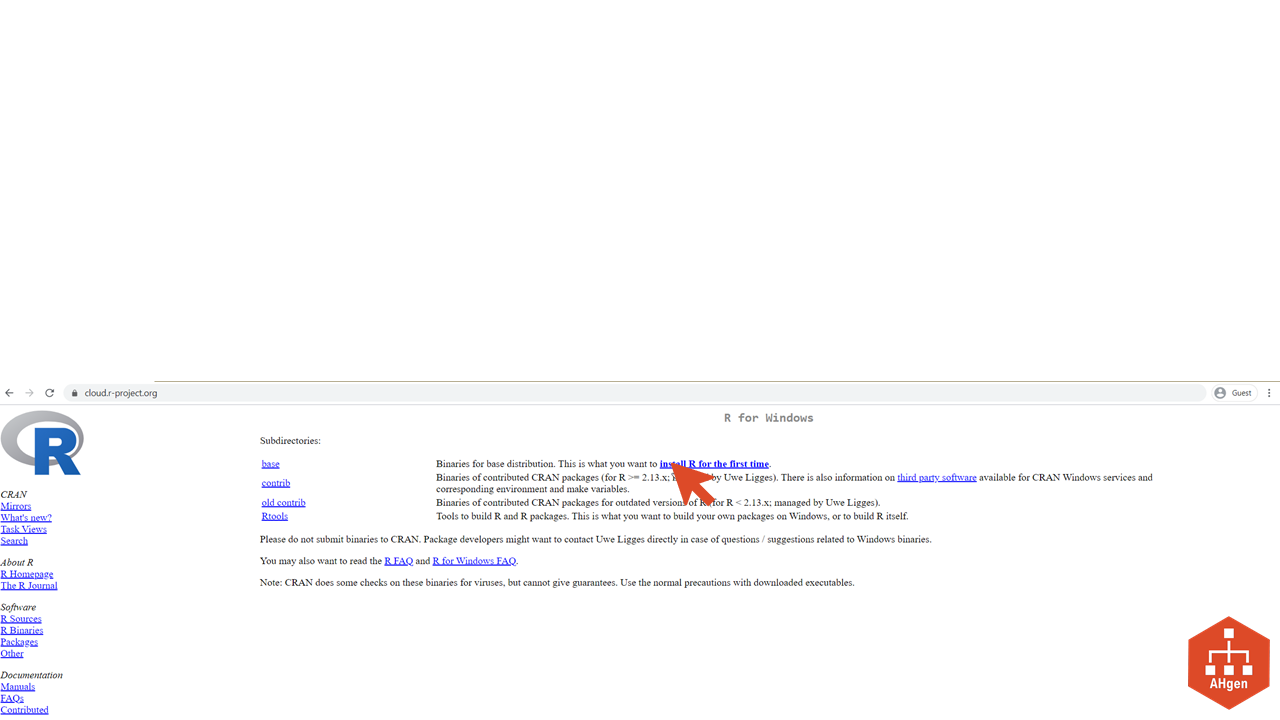 cloud.r-project.org
Guest
R for Windows
R
CRAN
Mirrors
What's new?
Task Views
Search
About R
R Homepage
The R Journal
Software
R Sources
R Binaries
Packages
Other
Documentation
Manuals
FAQs
Contributed
Subdirectories:
base Binaries for base distribution. This is what you want to install R for the first time.
contrib Binaries of contributed CRAN packages (for R >= 2.13.x; by Uwe Ligges). There is also information on third party software available for CRAN Windows services and
corresponding environment and make variables.
old contrib Binaries of contributed CRAN packages for outdated versions of R (for R < 2.13.x; managed by Uwe Ligges).
Rtools Tools to build R and R packages. This is what you want to build your own packages on Windows, or to build R itself.
Please do not submit binaries to CRAN. Package developers might want to contact Uwe Ligges directly in case of questions / suggestions related to Windows binaries.
You may also want to read the R FAQ and R for Windows FAQ.
Note: CRAN does some checks on these binaries for viruses, but cannot give guarantees. Use the normal precautions with downloaded executables.
AHgen